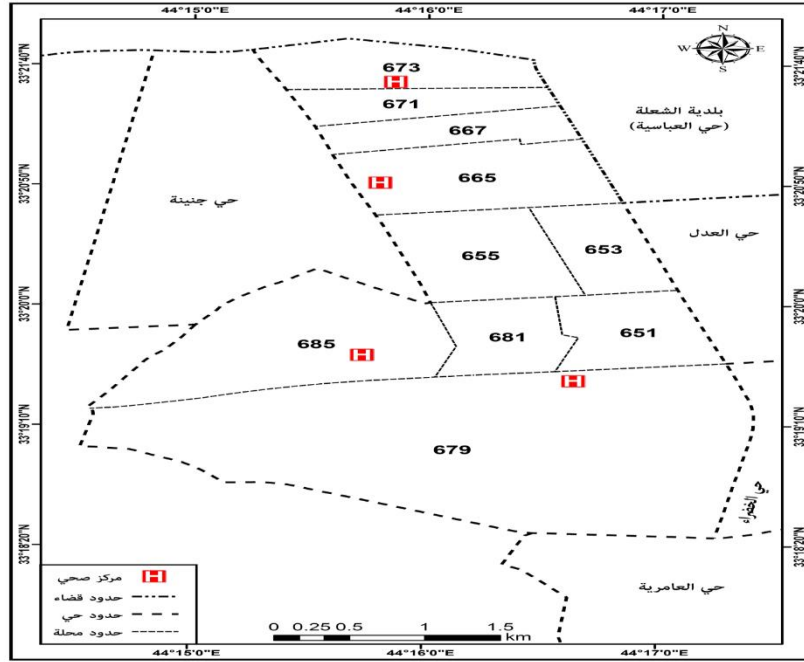 44°15'0"E 44°16'0"E 44°17'0"E
33°21'40"N 33°21'40"N
N
W E
S
673
H
671
بلدية الشعلة
(حي العباسية)
667
665
H
33°20'50"N 33°20'50"N
حي جنينة
حي العدل
655
653
33°20'0"N 33°20'0"N
685
681
651
H
H
33°19'10"N 33°19'10"N
679
حي الخضراء
33°18'20"N 33°18'20"N
حي العامرية
مركز صحي H
حدود قضاء
حدود حي
حدود محلة
0 0.25 0.5 1 1.5
km
44°15'0"E 44°16'0"E 44°17'0"E